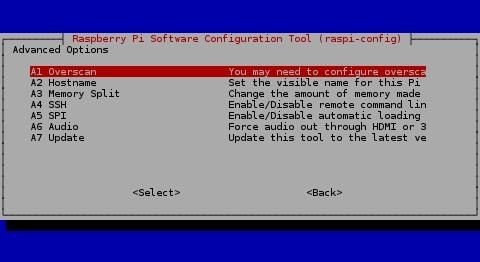 Raspberry Pi Software Configuration Tool (raspi-config)
Advanced Options
A1 Overscan You may need to configure oversca
A2 Hostname Set the visible name for this Pi
A3 Memory Split Change the amount of memory made
A4 SSH Enable/Disable remote command lin
A5 SPI Enable/Disable automatic loading
A6 Audio Force audio out through HDMI or 3
A7 Update Update this tool to the latest ve
<Select> <Back>